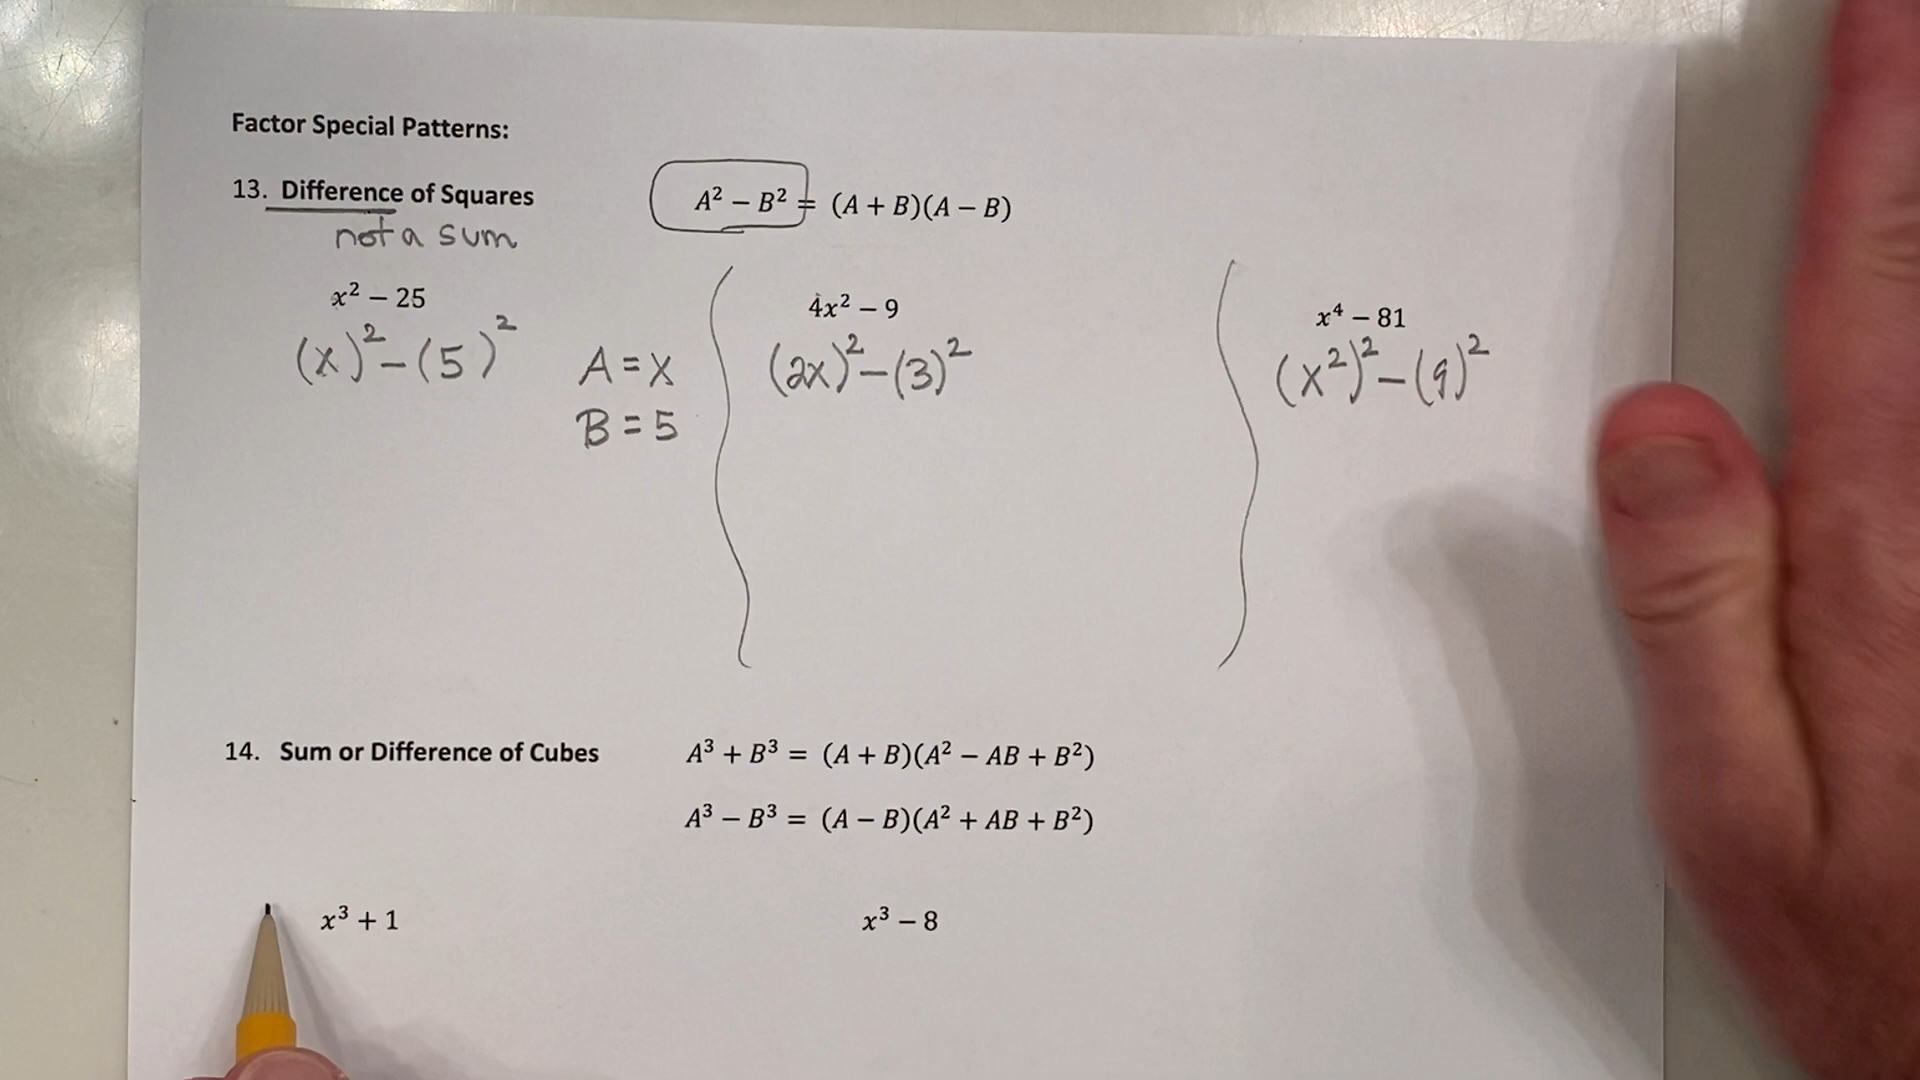 Factor Special Patterns:
13. Difference of Squares
A² − B² = (A + B)(A − B)
not a sum
x² − 25
(x)² − (5)²
A = x
B = 5
4x² − 9
(2x)² − (3)²
x⁴ − 81
(x²)² − (9)²
14. Sum or Difference of Cubes
A³ + B³ = (A + B)(A² − AB + B²)
A³ − B³ = (A − B)(A² + AB + B²)
x³ + 1
x³ − 8